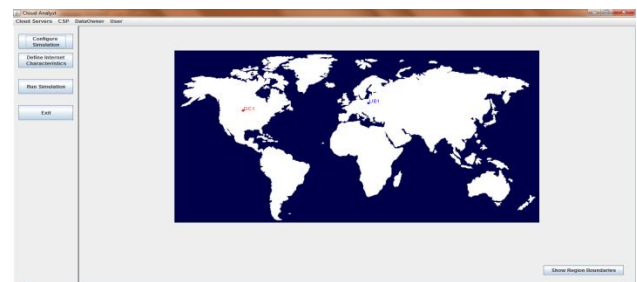 Cloud Analyst
Cloud Servers CSP DataOwner User
Configure
Simulation
Define Internet
Characteristics
Run Simulation
Exit
DC1
UB1
Show Region Boundaries